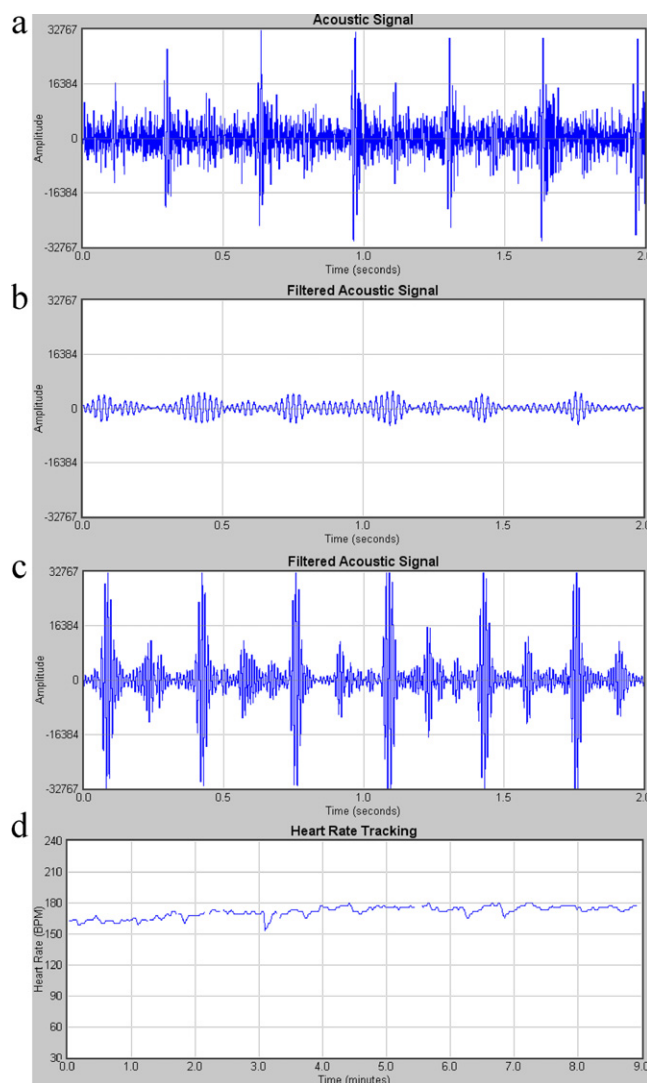 a
Acoustic Signal
32767
16384
0
-16384
-32767
Amplitude
0.0 0.5 1.0 1.5 2.0
Time (seconds)
b
Filtered Acoustic Signal
32767
16384
0
-16384
-32767
Amplitude
0.0 0.5 1.0 1.5 2.0
Time (seconds)
c
Filtered Acoustic Signal
32767
16384
0
-16384
-32767
Amplitude
0.0 0.5 1.0 1.5 2.0
Time (seconds)
d
Heart Rate Tracking
240
210
180
150
120
90
60
30
Heart Rate (BPM)
0.0 1.0 2.0 3.0 4.0 5.0 6.0 7.0 8.0 9.0
Time (minutes)